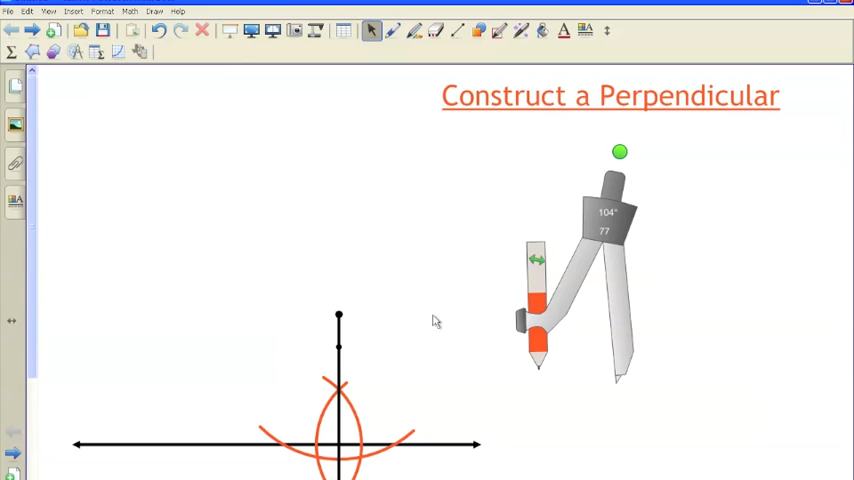 File Edit View Insert Format Math Draw Help
Construct a Perpendicular
104°
77